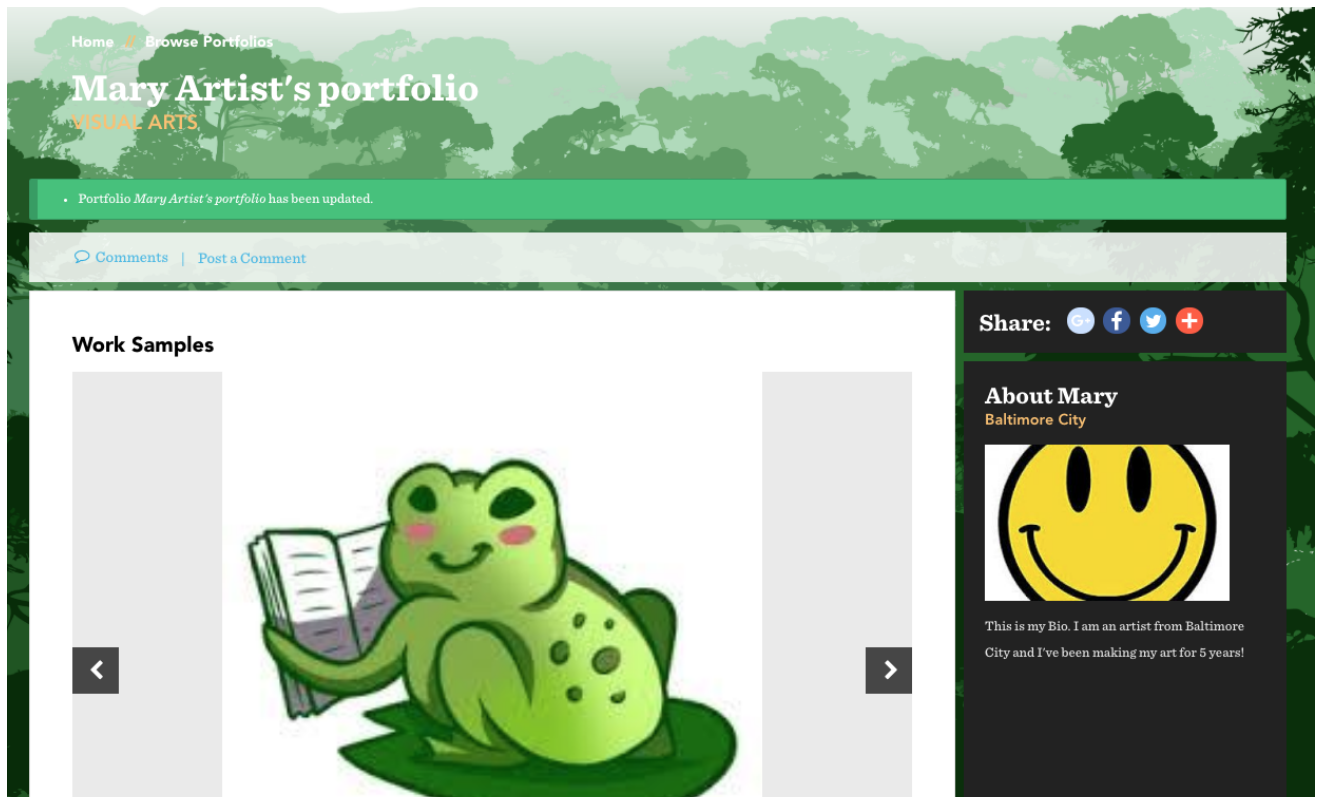 Home // Browse Portfolios
Mary Artist's portfolio
VISUAL ARTS
• Portfolio Mary Artist's portfolio has been updated.
Comments | Post a Comment
Work Samples
Share: G+ f +
About Mary
Baltimore City
This is my Bio. I am an artist from Baltimore
City and I've been making my art for 5 years!